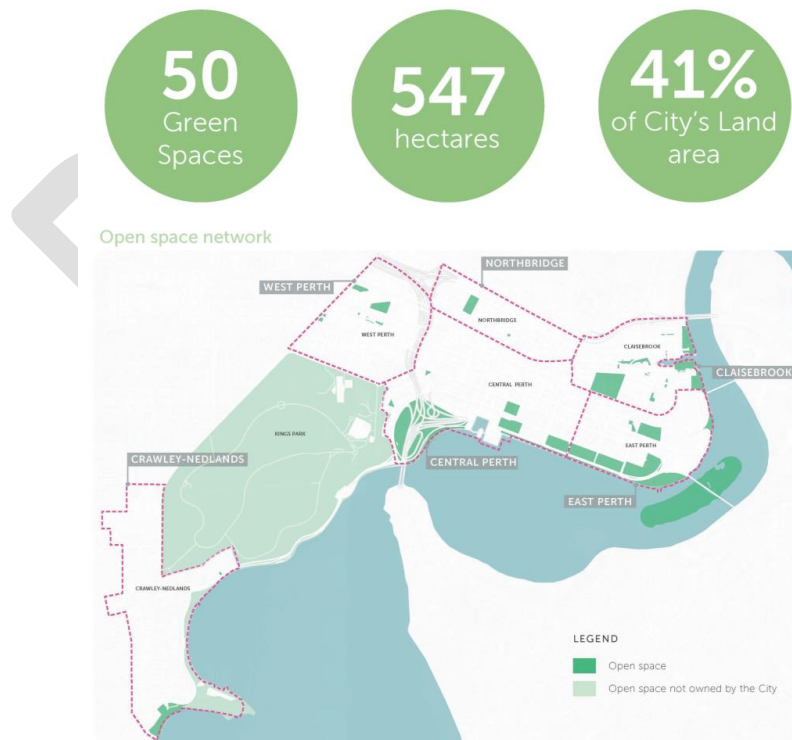 50
Green
Spaces
547
hectares
41%
of City's Land
area
Open space network
NORTHBRIDGE
WEST PERTH
NORTHBRIDGE
WEST PERTH
CLAISEBROOK
CLAISEBROOK
CENTRAL PERTH
KINGS PARK
EAST PERTH
CRAWLEY-NEDLANDS
CENTRAL PERTH
EAST PERTH
CRAWLEY-NEDLANDS
LEGEND
Open space
Open space not owned by the City